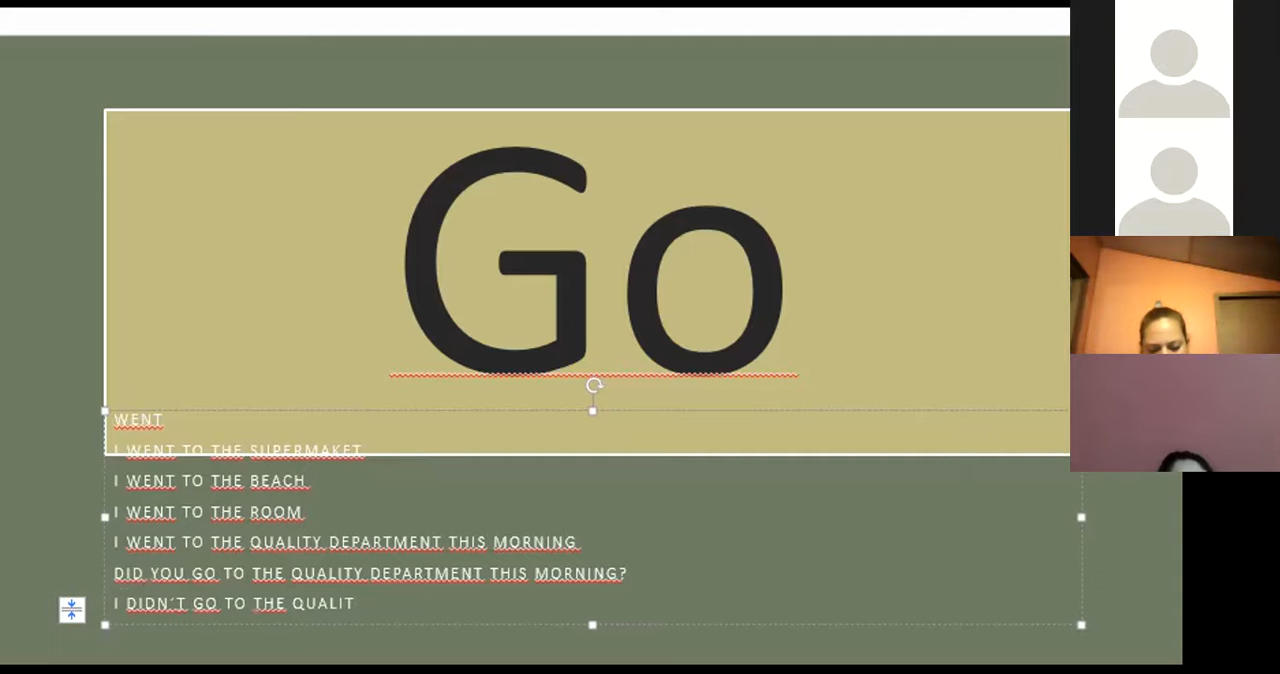 Go
WENT
I WENT TO THE SUPERMAKET
I WENT TO THE BEACH
I WENT TO THE ROOM
I WENT TO THE QUALITY DEPARTMENT THIS MORNING
DID YOU GO TO THE QUALITY DEPARTMENT THIS MORNING?
I DIDN´T GO TO THE QUALIT